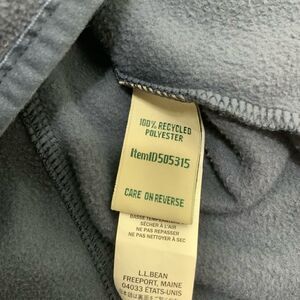 100% RECYCLED
POLYESTER
ItemID505315
CARE ON REVERSE
BASSE TEMPÉRATURE
SÉCHER À L'AIR
NE PAS REPASSER
NE PAS NETTOYER À SEC
L.L.BEAN
FREEPORT, MAINE
04033 ÉTATS-UNIS